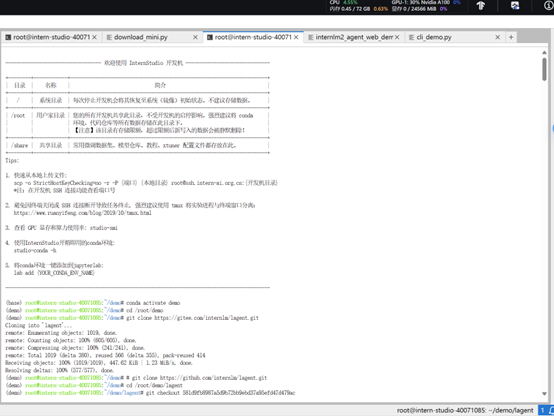 CPU 4.55%
内存 0.45 / 72 GB 0.63%
GPU-1: 30% Nvidia A100 0%
显存 0 / 24566 MiB 0%
root@intern-studio-40071 ×
download_mini.py ×
root@intern-studio-40071 ×
internlm2_agent_web_dem ×
cli_demo.py ×
+
欢迎使用 InternStudio 开发机
目录 | 名称 | 简介
/ | 系统目录 | 每次停止开发机会将其恢复至系统（镜像）初始状态。不建议存储数据。
/root | 用户家目录 | 您的所有开发机共享此目录，不受开发机的启停影响。强烈建议将 conda
环境、代码仓库等所有数据存储在此目录下。
【注意】该目录有存储限额，超过限额后新写入的数据会被静默删除！
/share | 共享目录 | 常用微调数据集、模型仓库、教程、xtuner 配置文件都存放在此。
Tips:
1. 快速从本地上传文件:
scp -o StrictHostKeyChecking=no -r -P {端口} {本地目录} root@ssh.intern-ai.org.cn:{开发机目录}
*注: 在开发机 SSH 连接功能查看端口号
2. 避免因终端关闭或 SSH 连接断开导致任务终止，强烈建议使用 tmux 将实验进程与终端窗口分离:
https://www.ruanyifeng.com/blog/2019/10/tmux.html
3. 查看 GPU 显存和算力使用率: studio-smi
4. 使用InternStudio开箱即用的conda环境:
studio-conda -h
5. 将conda环境一键添加到jupyterlab:
lab add {YOUR_CONDA_ENV_NAME}
(base) root@intern-studio-40071085:~/demo# conda activate demo
(demo) root@intern-studio-40071085:~/demo# cd /root/demo
(demo) root@intern-studio-40071085:~/demo# git clone https://gitee.com/internlm/lagent.git
Cloning into 'lagent'...
remote: Enumerating objects: 1019, done.
remote: Counting objects: 100% (605/605), done.
remote: Compressing objects: 100% (241/241), done.
remote: Total 1019 (delta 380), reused 566 (delta 355), pack-reused 414
Receiving objects: 100% (1019/1019), 447.62 KiB | 1.23 MiB/s, done.
Resolving deltas: 100% (577/577), done.
(demo) root@intern-studio-40071085:~/demo# # git clone https://github.com/internlm/lagent.git
(demo) root@intern-studio-40071085:~/demo# cd /root/demo/lagent
(demo) root@intern-studio-40071085:~/demo/lagent# git checkout
root@intern-studio-40071085: ~/demo/lagent
1